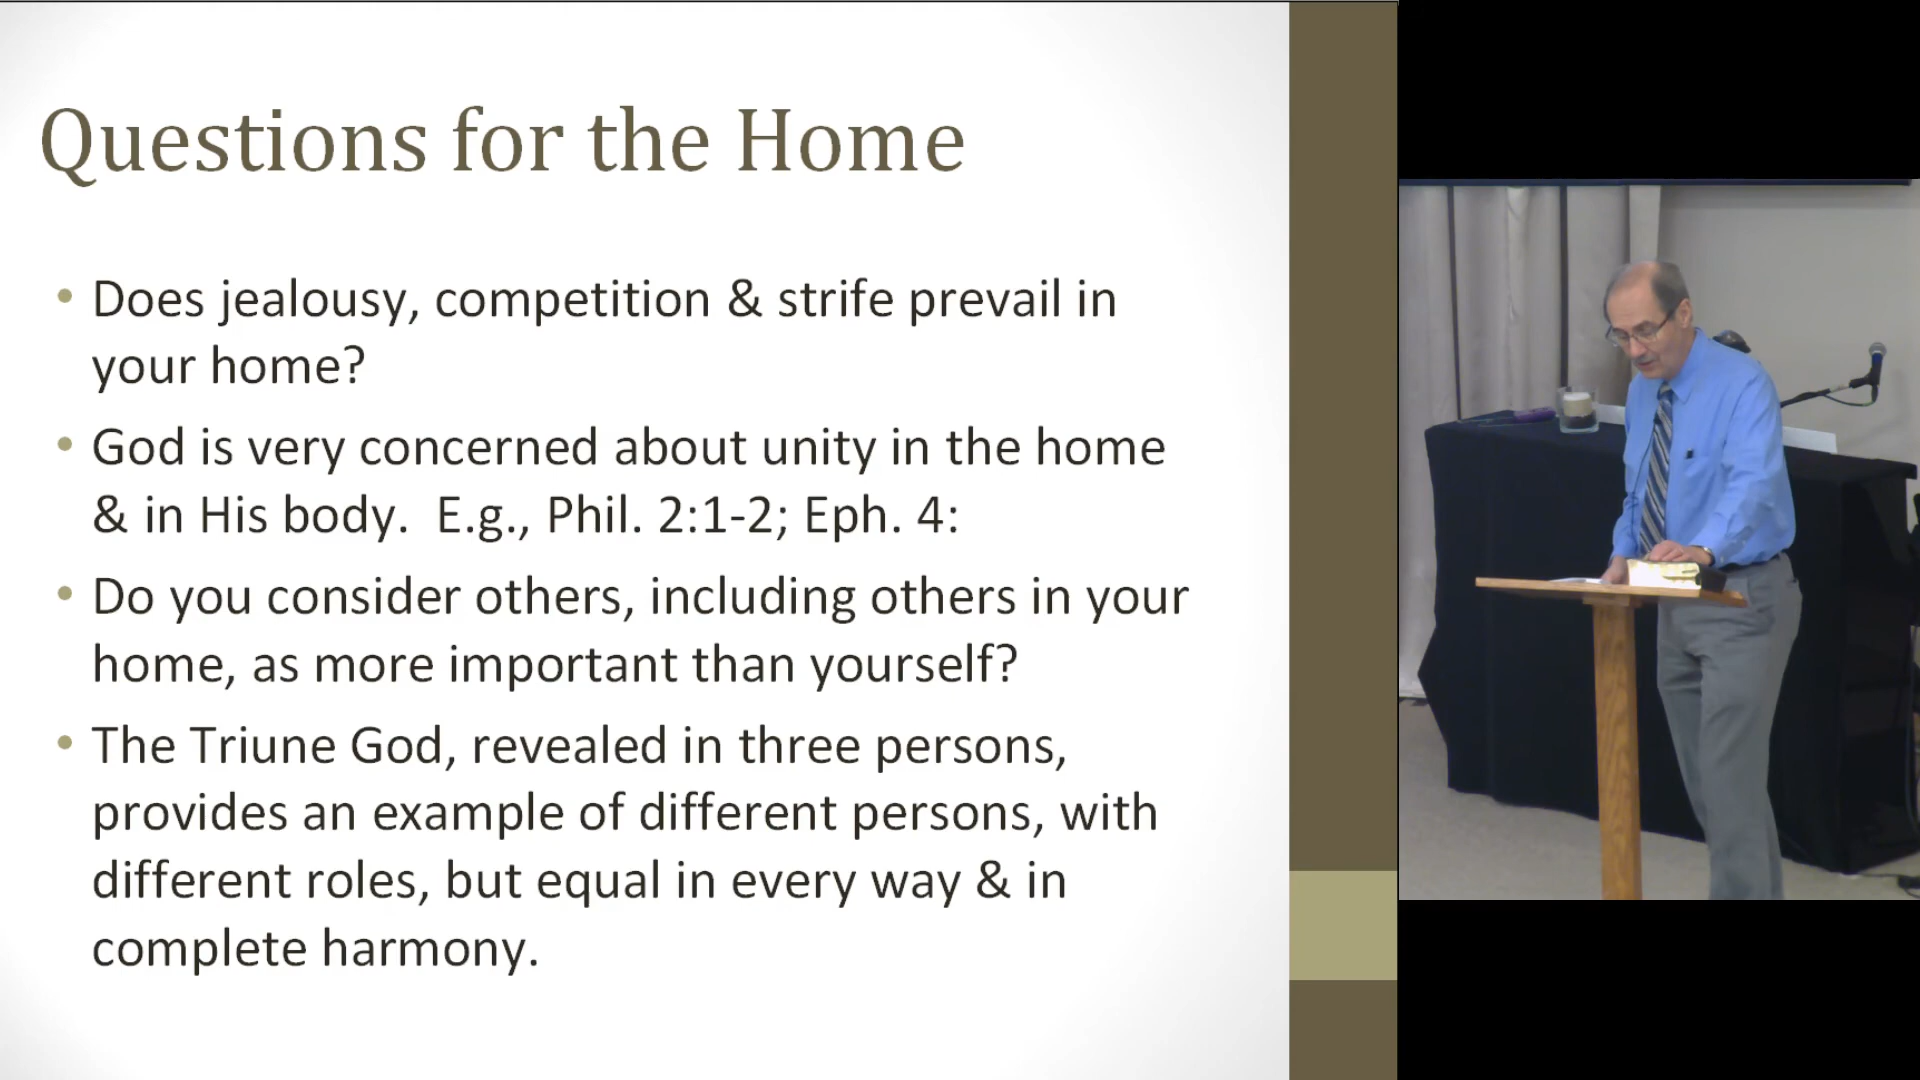 Questions for the Home
• Does jealousy, competition & strife prevail in
your home?
• God is very concerned about unity in the home
& in His body.  E.g., Phil. 2:1-2; Eph. 4:
• Do you consider others, including others in your
home, as more important than yourself?
• The Triune God, revealed in three persons,
provides an example of different persons, with
different roles, but equal in every way & in
complete harmony.